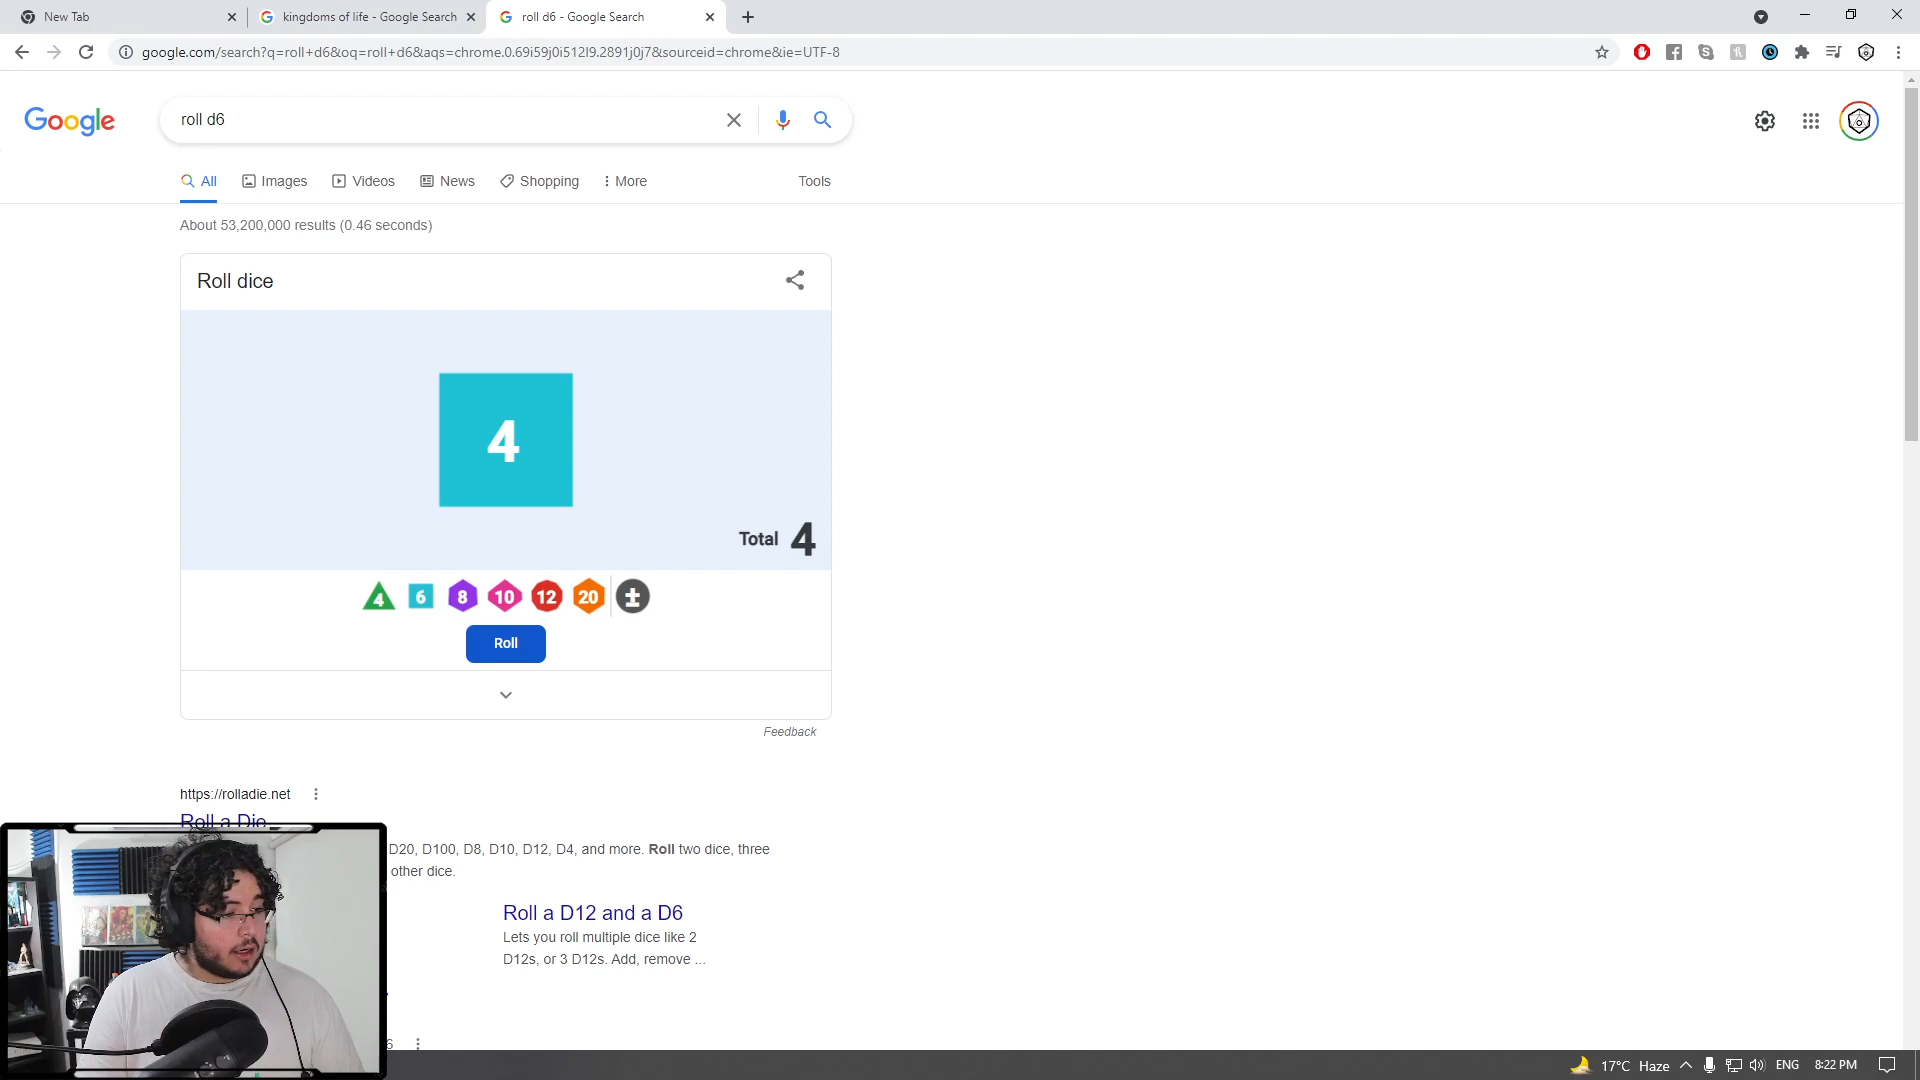 New Tab
kingdoms of life - Google Search
roll d6 - Google Search
google.com/search?q=roll+d6&oq=roll+d6&aqs=chrome.0.69i59j0i512l9.2891j0j7&sourceid=chrome&ie=UTF-8
Google
roll d6
All
Images
Videos
News
Shopping
More
Tools
About 53,200,000 results (0.46 seconds)
Roll dice
4
Total 4
4 6 8 10 12 20 ±
Roll
Feedback
https://rolladie.net
Roll a Die
D20, D100, D8, D10, D12, D4, and more. Roll two dice, three
other dice.
Roll a D12 and a D6
Lets you roll multiple dice like 2
D12s, or 3 D12s. Add, remove ...
17°C Haze
ENG
8:22 PM